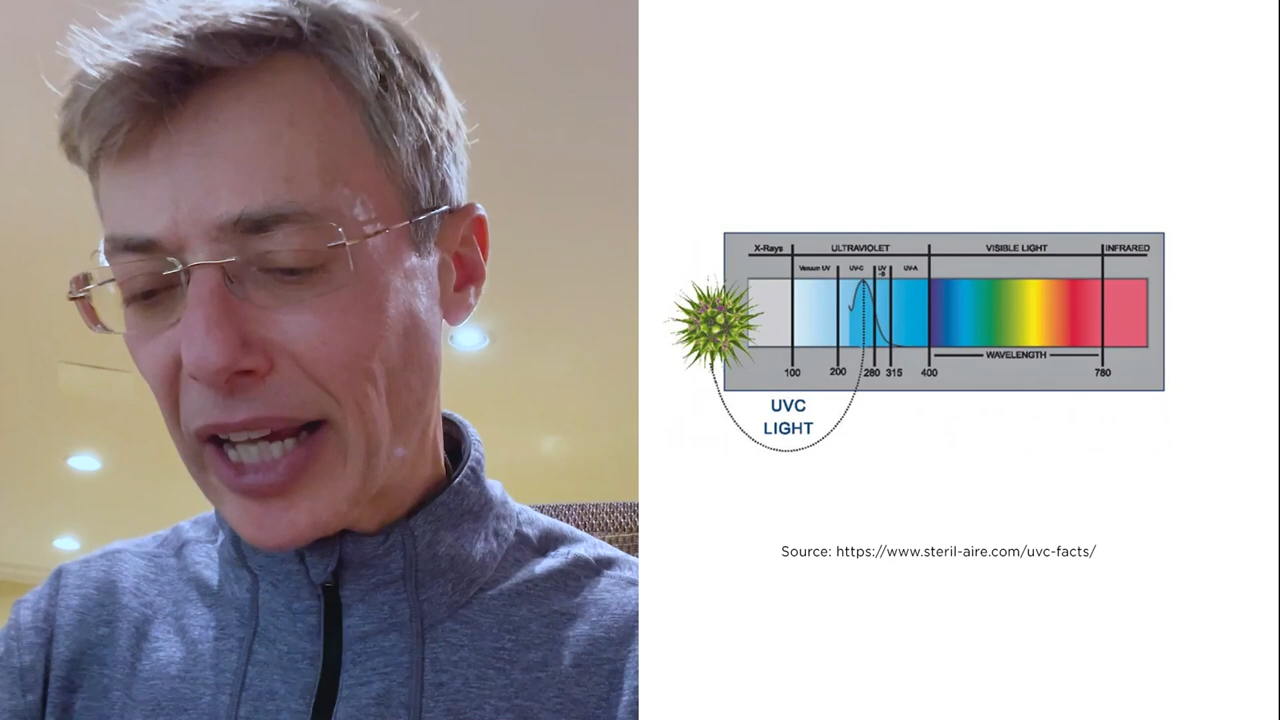 X-Rays ULTRAVIOLET VISIBLE LIGHT INFRARED
Vacuum UV UV-C UV-B UV-A
WAVELENGTH
100 200 280 315 400 780
UVC
LIGHT
Source: https://www.steril-aire.com/uvc-facts/